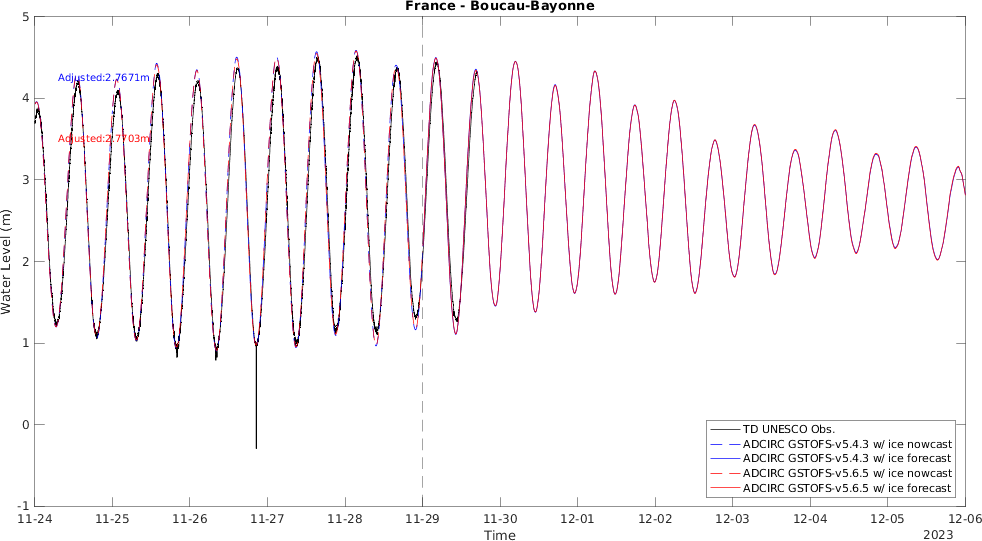 France - Boucau-Bayonne
5
4
3
2
1
0
-1
Water Level (m)
Adjusted:2.7671m
Adjusted:2.7703m
TD UNESCO Obs.
ADCIRC GSTOFS-v5.4.3 w/ ice nowcast
ADCIRC GSTOFS-v5.4.3 w/ ice forecast
ADCIRC GSTOFS-v5.6.5 w/ ice nowcast
ADCIRC GSTOFS-v5.6.5 w/ ice forecast
11-24 11-25 11-26 11-27 11-28 11-29 11-30 12-01 12-02 12-03 12-04 12-05 12-06
Time
2023